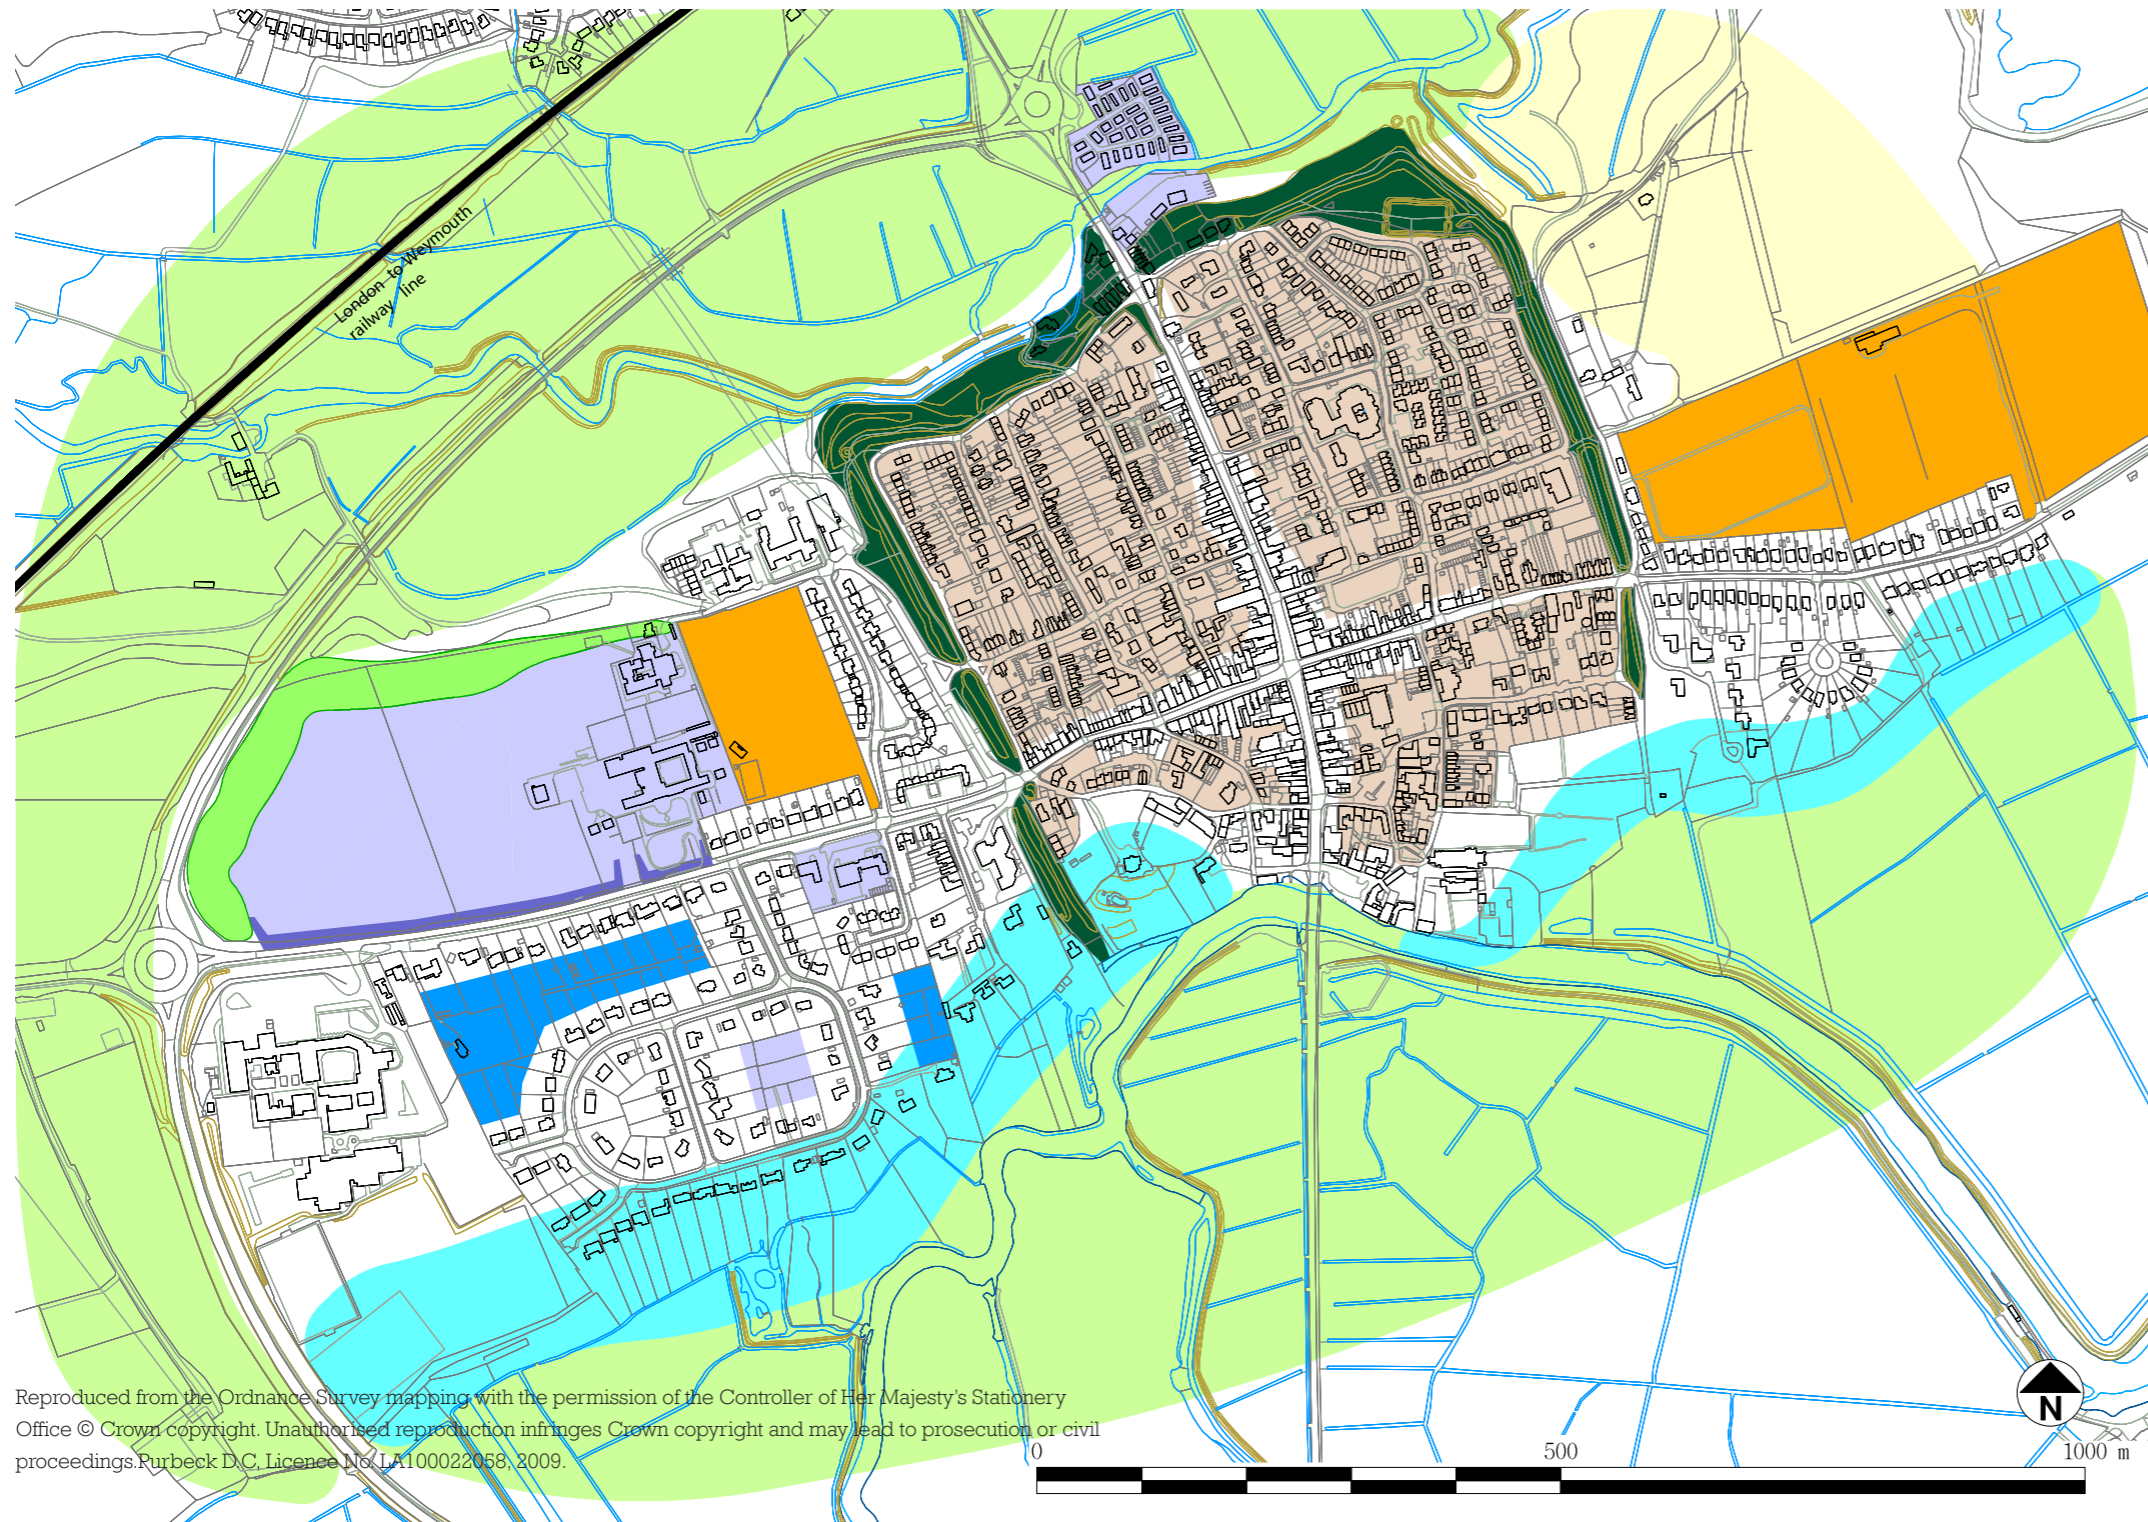 London to Weymouth
railway line
Reproduced from the Ordnance Survey mapping with the permission of the Controller of Her Majesty's Stationery
Office © Crown copyright. Unauthorised reproduction infringes Crown copyright and may lead to prosecution or civil
proceedings.Purbeck D.C, Licence No/ LA100022058, 2009.
0 500 1000 m
N